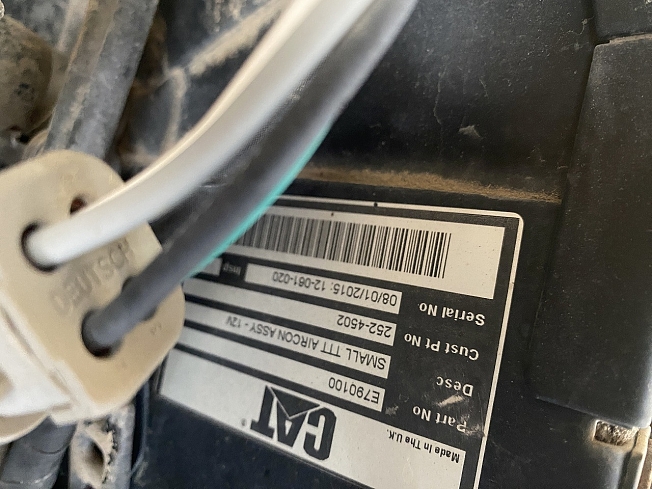 CAT®
Made In The U.K.
Part No E790100
Desc SMALL TTT AIRCON ASSY - 12V
Cust Pt No 252-4502
Serial No 08/01/2015: 12-061-020
DEUTSCH